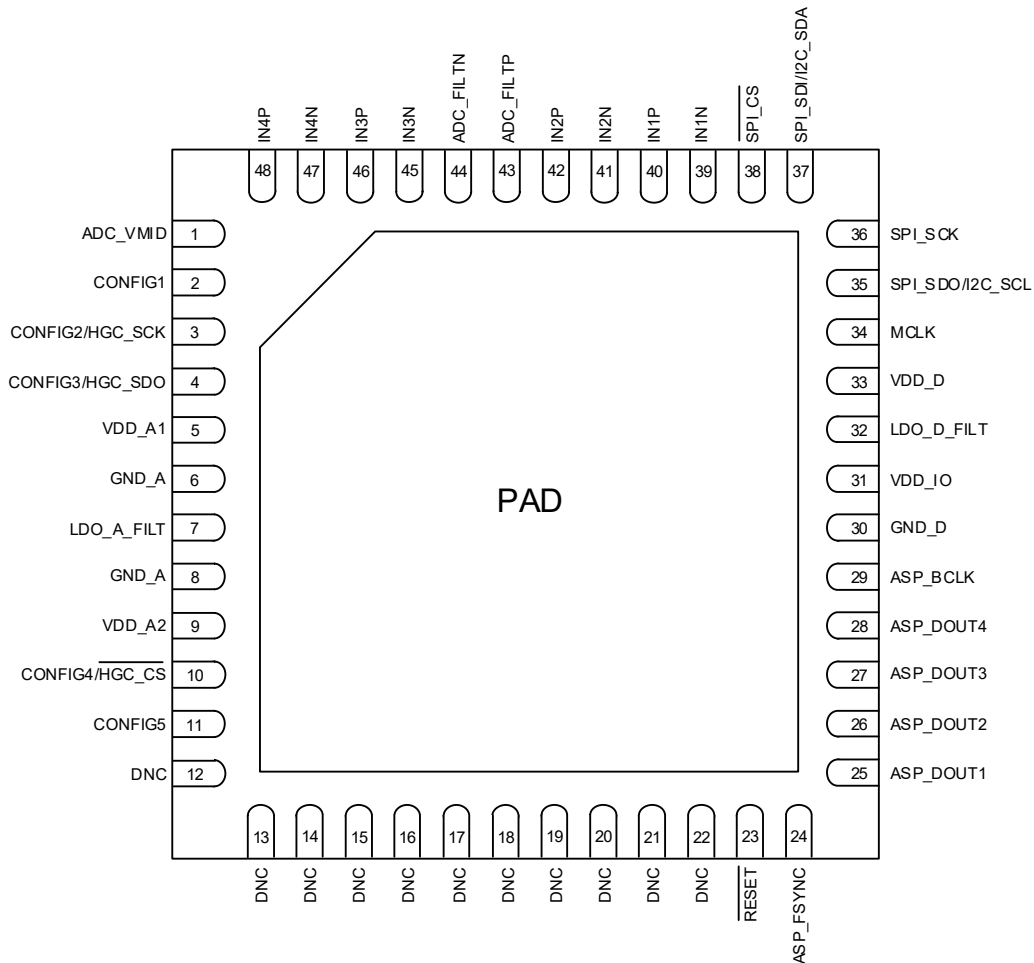 IN4P
IN4N
IN3P
IN3N
ADC_FILTN
ADC_FILTP
IN2P
IN2N
IN1P
IN1N
SPI_CS
SPI_SDI/I2C_SDA
48
47
46
45
44
43
42
41
40
39
38
37
ADC_VMID 1
CONFIG1 2
CONFIG2/HGC_SCK 3
CONFIG3/HGC_SDO 4
VDD_A1 5
GND_A 6
LDO_A_FILT 7
GND_A 8
VDD_A2 9
CONFIG4/HGC_CS 10
CONFIG5 11
DNC 12
PAD
36 SPI_SCK
35 SPI_SDO/I2C_SCL
34 MCLK
33 VDD_D
32 LDO_D_FILT
31 VDD_IO
30 GND_D
29 ASP_BCLK
28 ASP_DOUT4
27 ASP_DOUT3
26 ASP_DOUT2
25 ASP_DOUT1
13
14
15
16
17
18
19
20
21
22
23
24
DNC
DNC
DNC
DNC
DNC
DNC
DNC
DNC
DNC
DNC
RESET
ASP_FSYNC